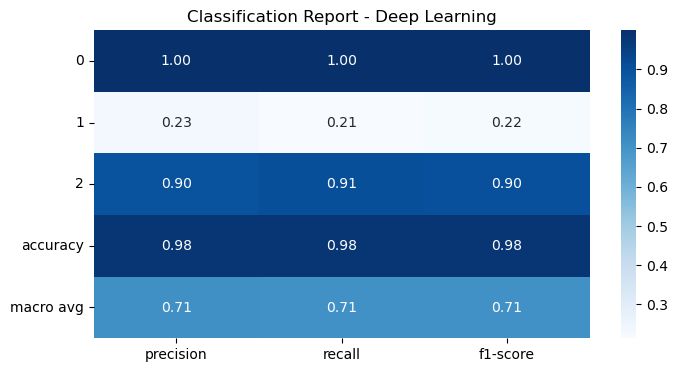 Classification Report - Deep Learning
0 1.00 1.00 1.00
1 0.23 0.21 0.22
2 0.90 0.91 0.90
accuracy 0.98 0.98 0.98
macro avg 0.71 0.71 0.71
precision recall f1-score
0.9
0.8
0.7
0.6
0.5
0.4
0.3